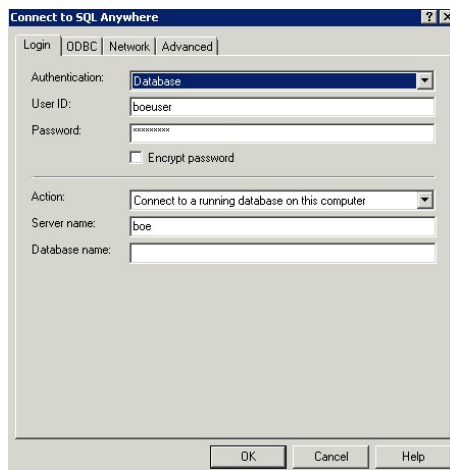 Connect to SQL Anywhere
Login ODBC Network Advanced
Authentication: Database
User ID: boeuser
Password: *********
Encrypt password
Action: Connect to a running database on this computer
Server name: boe
Database name:
OK Cancel Help